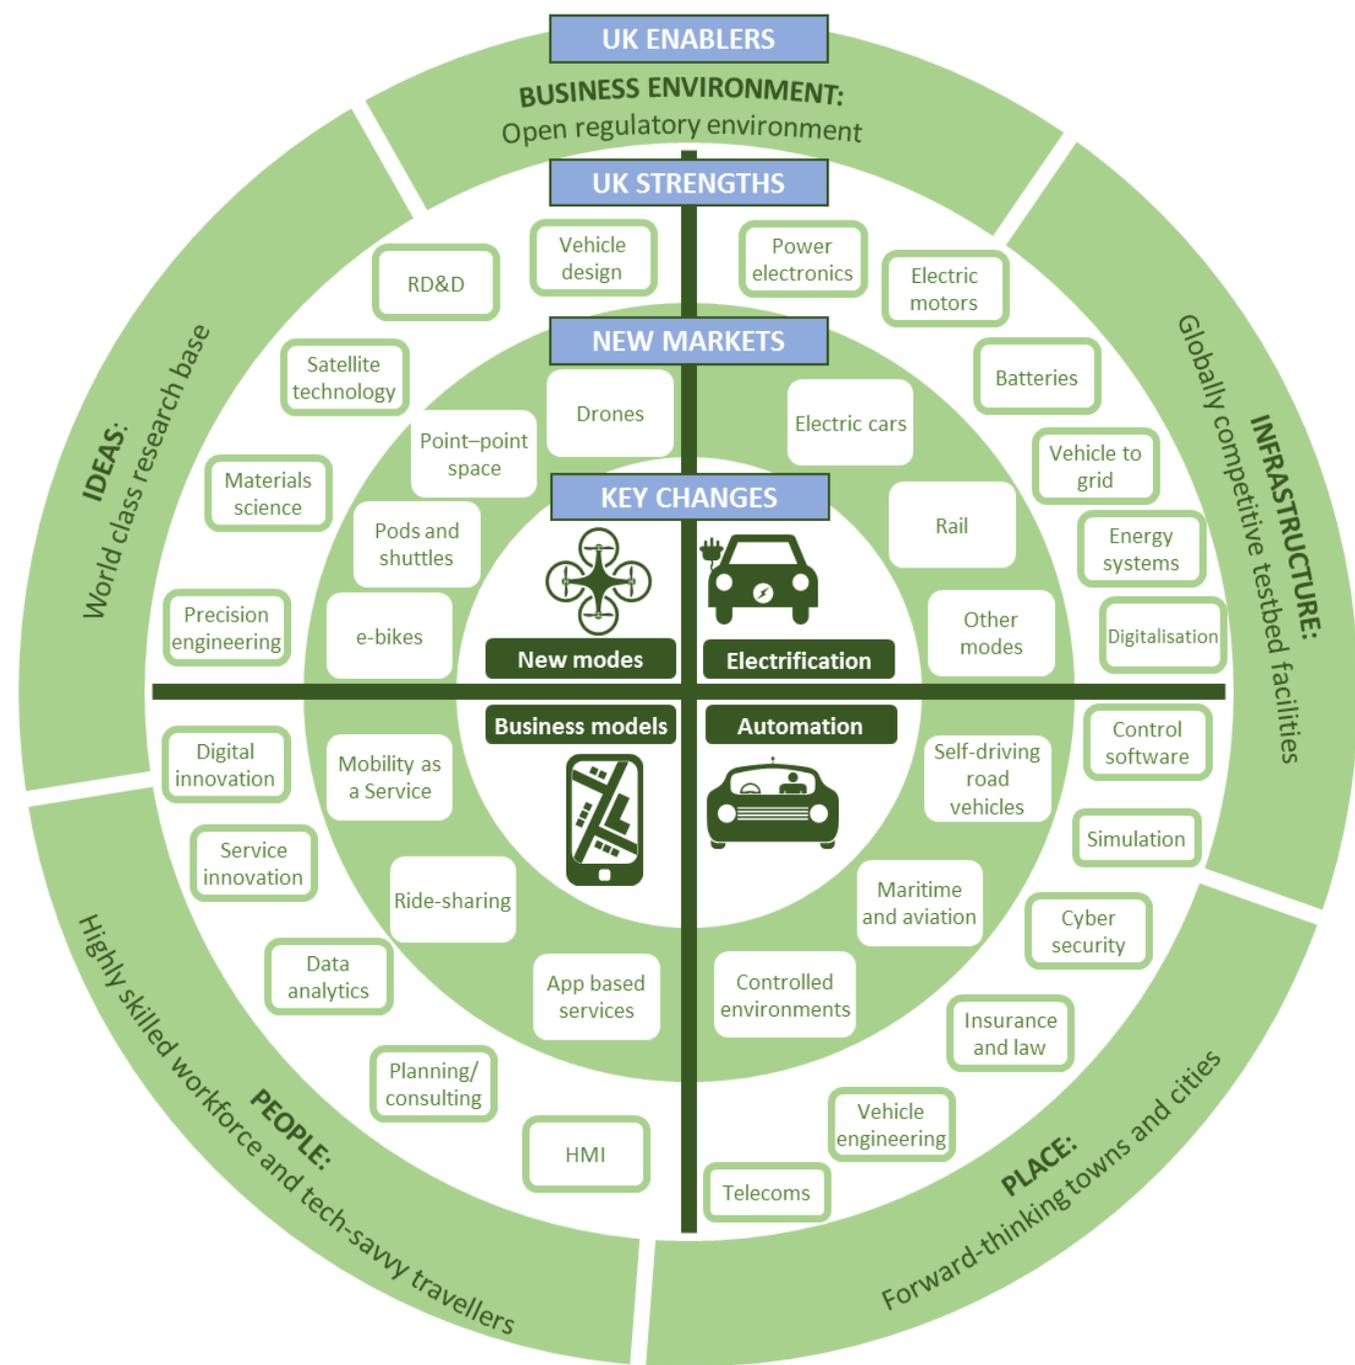 UK ENABLERS
BUSINESS ENVIRONMENT:
Open regulatory environment
IDEAS:
World class research base
INFRASTRUCTURE:
Globally competitive testbed facilities
PEOPLE:
Highly skilled workforce and tech-savvy travellers
PLACE:
Forward-thinking towns and cities
UK STRENGTHS
Vehicle
design
RD&D
Satellite
technology
Materials
science
Precision
engineering
Power
electronics
Electric
motors
Batteries
Vehicle to
grid
Energy
systems
Digitalisation
Digital
innovation
Service
innovation
Data
analytics
Planning/
consulting
HMI
Control
software
Simulation
Cyber
security
Insurance
and law
Vehicle
engineering
Telecoms
NEW MARKETS
Drones
Point–point
space
Pods and
shuttles
e-bikes
Electric cars
Rail
Other
modes
Mobility as
a Service
Ride-sharing
App based
services
Self-driving
road
vehicles
Maritime
and aviation
Controlled
environments
KEY CHANGES
New modes
Electrification
Business models
Automation